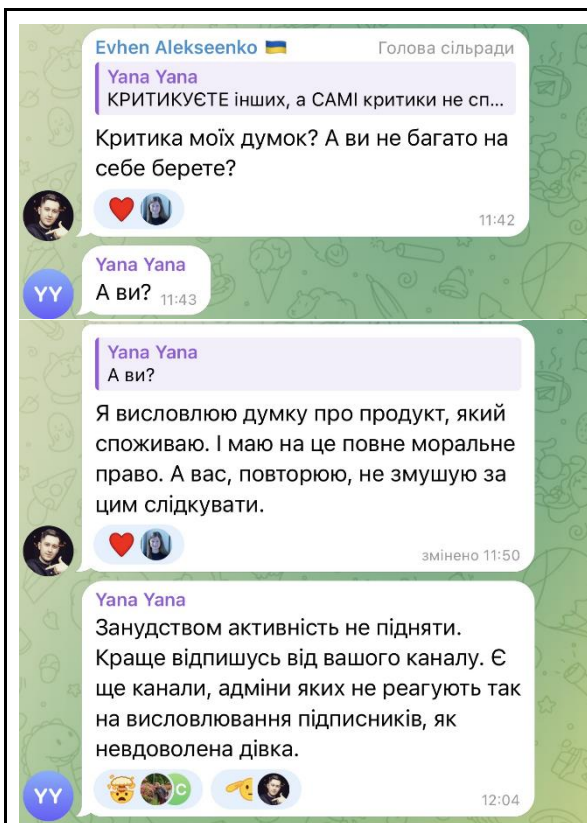 Evhen Alekseenko 🇺🇦 Голова сільради
Yana Yana
КРИТИКУЄТЕ інших, а САМІ критики не сп...
Критика моїх думок? А ви не багато на
себе берете?
11:42
Yana Yana
А ви? 11:43
YY
Yana Yana
А ви?
Я висловлюю думку про продукт, який
споживаю. І маю на це повне моральне
право. А вас, повторюю, не змушую за
цим слідкувати.
змінено 11:50
Yana Yana
Занудством активність не підняти.
Краще відпишусь від вашого каналу. Є
ще канали, адміни яких не реагують так
на висловлювання підписників, як
невдоволена дівка.
C
YY
12:04